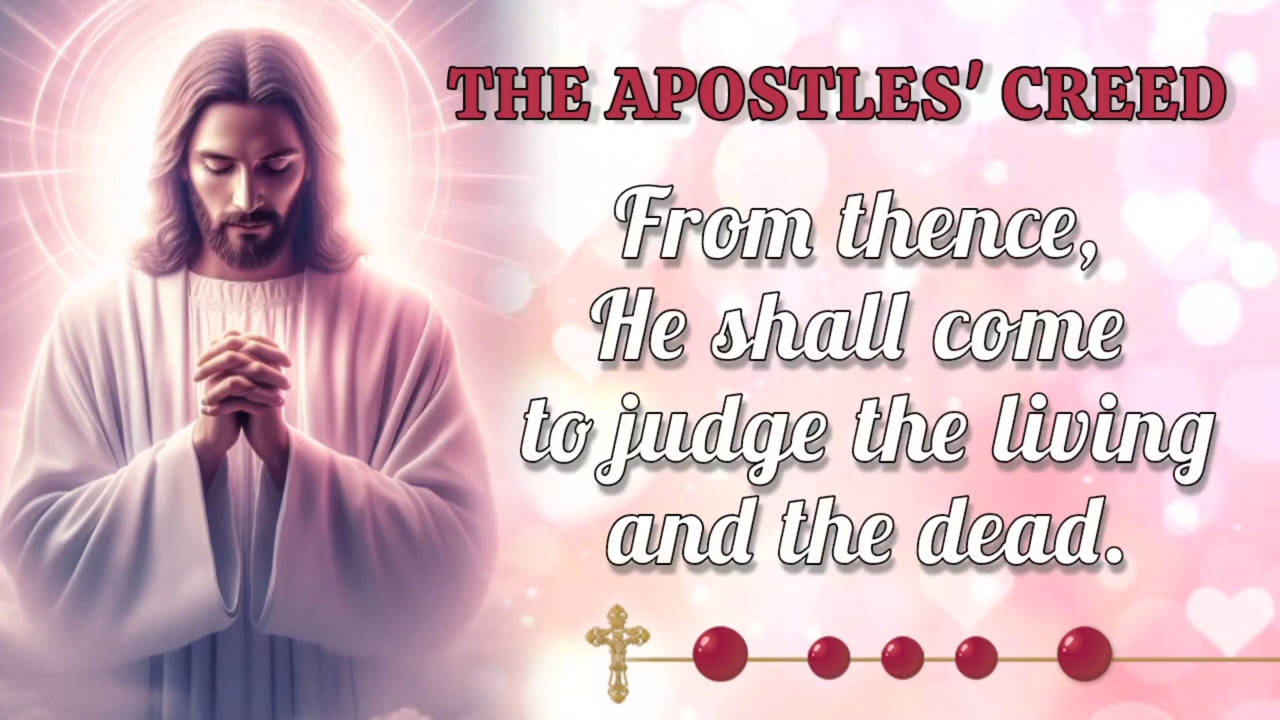 THE APOSTLES' CREED
From thence,
He shall come
to judge the living
and the dead.